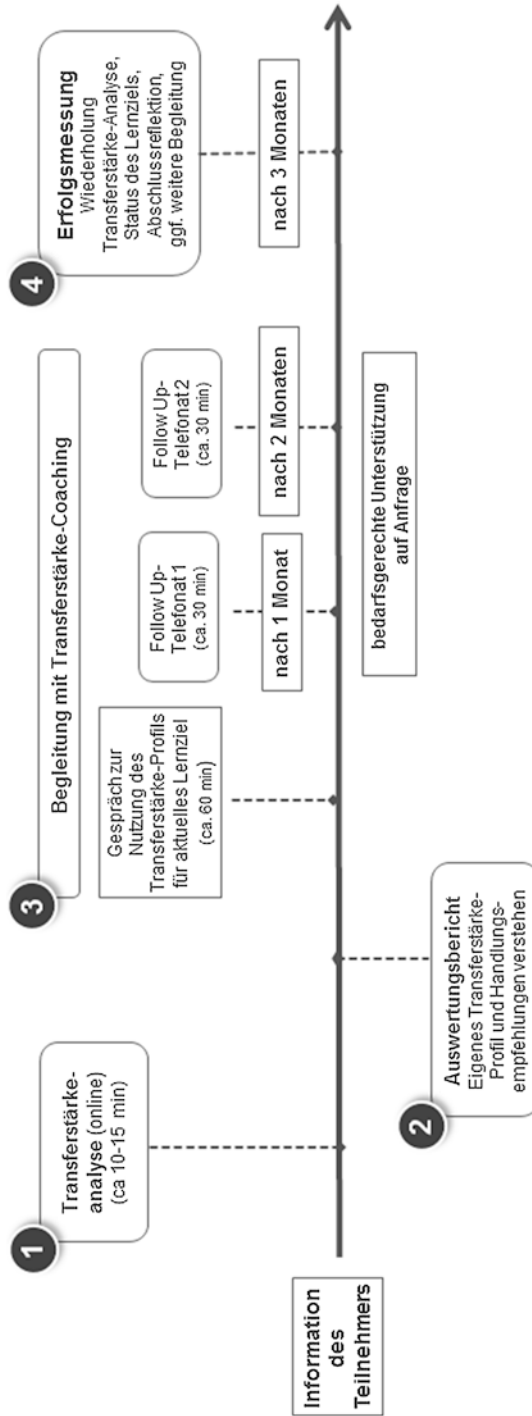 Information
des
Teilnehmers
1
Transferstärke-
analyse (online)
(ca 10-15 min)
2
Auswertungsbericht
Eigenes Transferstärke-
Profil und Handlungs-
empfehlungen verstehen
3
Begleitung mit Transferstärke-Coaching
Gespräch zur
Nutzung des
Transferstärke-Profils
für aktuelles Lernziel
(ca. 60 min)
Follow Up-
Telefonat 1
(ca. 30 min)
nach 1 Monat
Follow Up-
Telefonat 2
(ca. 30 min)
nach 2 Monaten
bedarfsgerechte Unterstützung
auf Anfrage
4
Erfolgsmessung
Wiederholung
Transferstärke-Analyse,
Status des Lernziels,
Abschlussreflektion,
ggf. weitere Begleitung
nach 3 Monaten